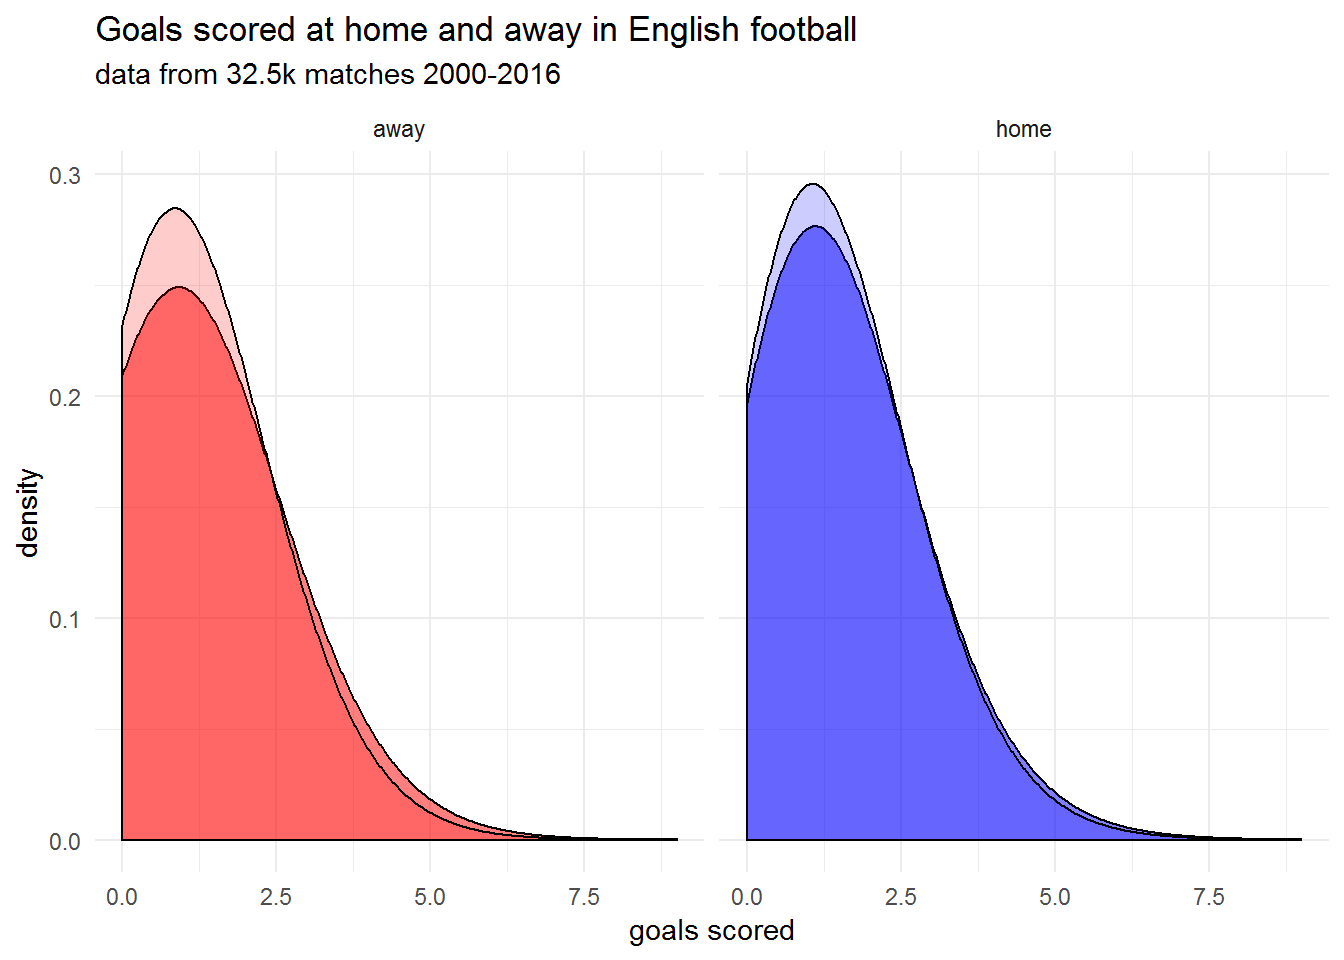 Goals scored at home and away in English football
data from 32.5k matches 2000-2016
away
home
0.3
0.2
0.1
0.0
density
0.0 2.5 5.0 7.5
0.0 2.5 5.0 7.5
goals scored